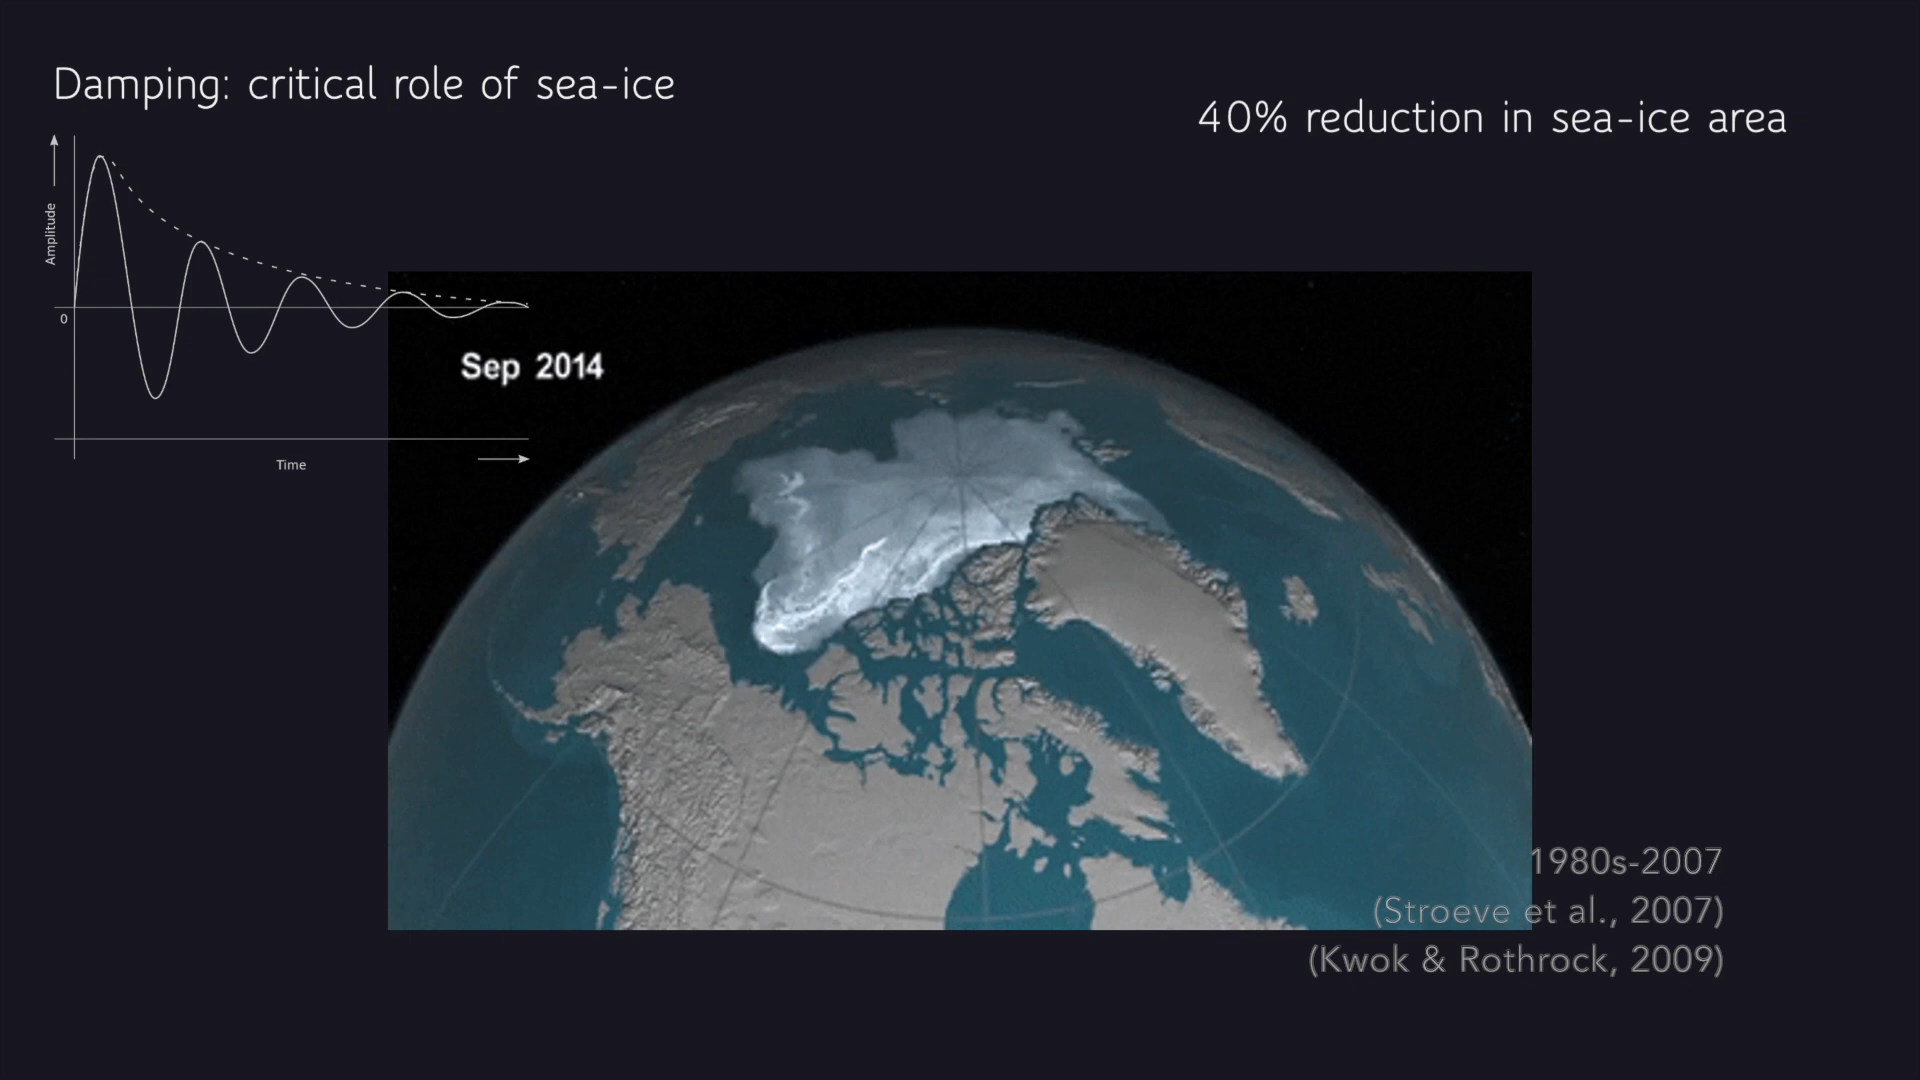 Damping: critical role of sea-ice
40% reduction in sea-ice area
Amplitude
0
Time
Sep 2014
1980s-2007
(Stroeve et al., 2007)
(Kwok & Rothrock, 2009)